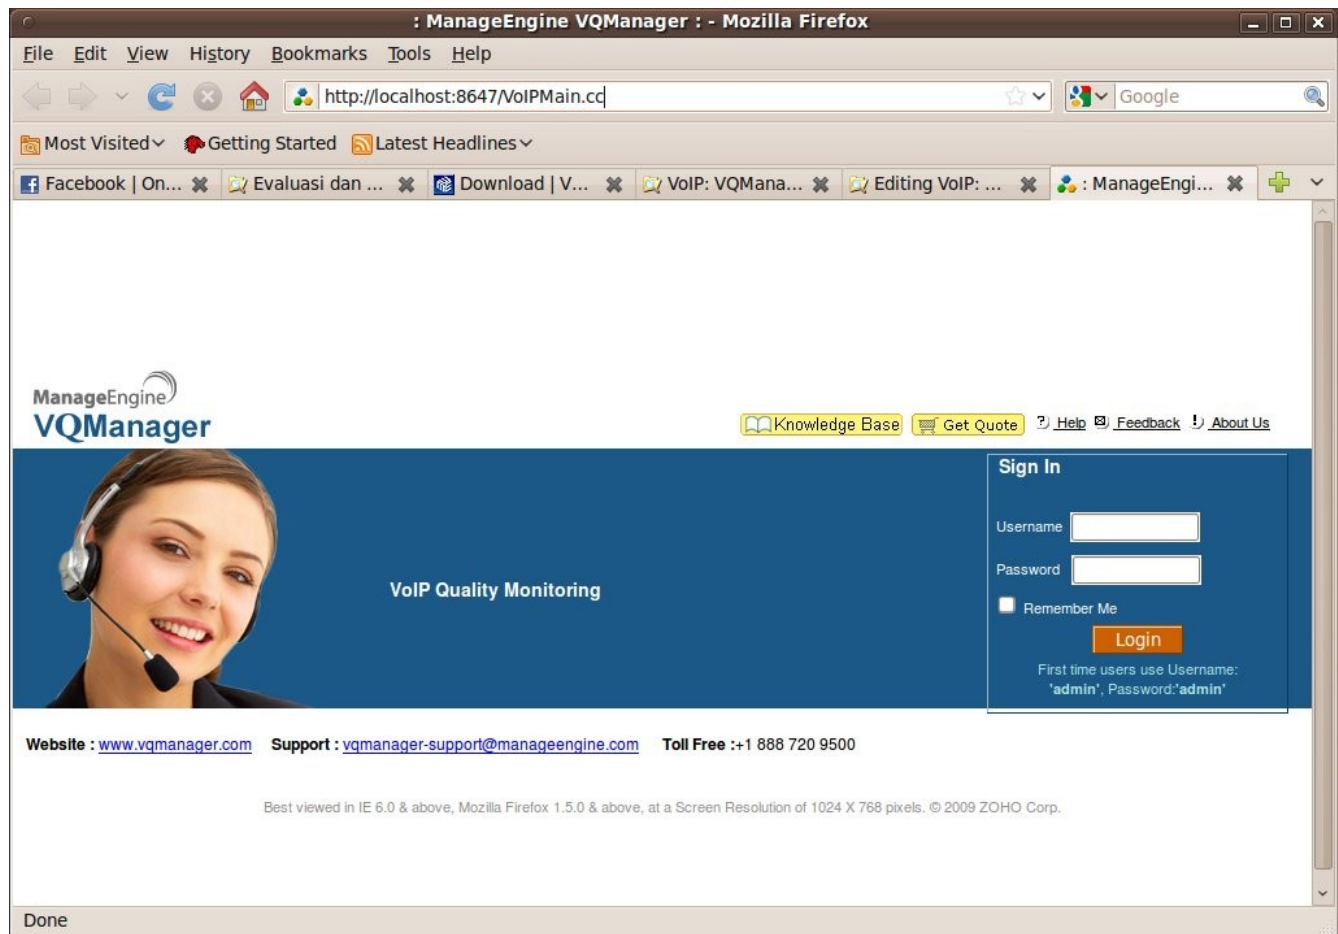 : ManageEngine VQManager : - Mozilla Firefox
File Edit View History Bookmarks Tools Help
http://localhost:8647/VoIPMain.cc Google
Most Visited Getting Started Latest Headlines
Facebook | On... Evaluasi dan ... Download | V... VoIP: VQMana... Editing VoIP: ... : ManageEngi...
ManageEngine
VQManager
Knowledge Base Get Quote Help Feedback About Us
Sign In
Username
Password
VoIP Quality Monitoring
Remember Me
Login
First time users use Username:
'admin', Password:'admin'
Website : www.vqmanager.com Support : vqmanager-support@manageengine.com Toll Free :+1 888 720 9500
Best viewed in IE 6.0 & above, Mozilla Firefox 1.5.0 & above, at a Screen Resolution of 1024 X 768 pixels. © 2009 ZOHO Corp.
Done